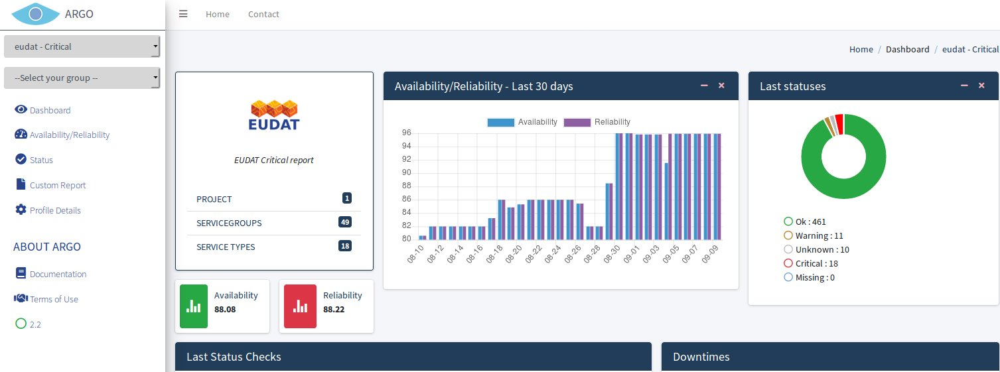 ARGO
eudat - Critical
--Select your group --
Dashboard
Availability/Reliability
Status
Custom Report
Profile Details
ABOUT ARGO
Documentation
Terms of Use
2.2
Home Contact
Home / Dashboard / eudat - Critical
EUDAT
EUDAT Critical report
PROJECT 1
SERVICEGROUPS 49
SERVICE TYPES 18
Availability
88.08
Reliability
88.22
Availability/Reliability - Last 30 days
Availability Reliability
96
94
92
90
88
86
84
82
80
08-10 08-12 08-14 08-16 08-18 08-20 08-22 08-24 08-26 08-28 08-30 09-01 09-03 09-05 09-07 09-09
Last statuses
Ok : 461
Warning : 11
Unknown : 10
Critical : 18
Missing : 0
Last Status Checks
Downtimes